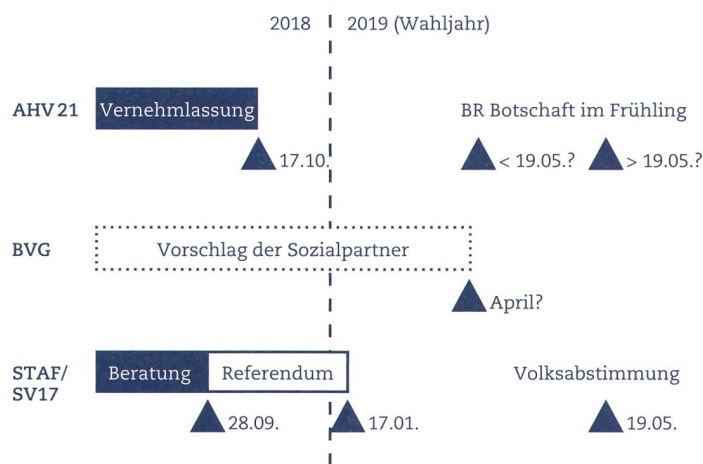 2018 2019 (Wahljahr)
AHV 21 Vernehmlassung BR Botschaft im Frühling
17.10. < 19.05.? > 19.05.?
BVG Vorschlag der Sozialpartner
April?
STAF/
SV17
Beratung Referendum Volksabstimmung
28.09. 17.01. 19.05.